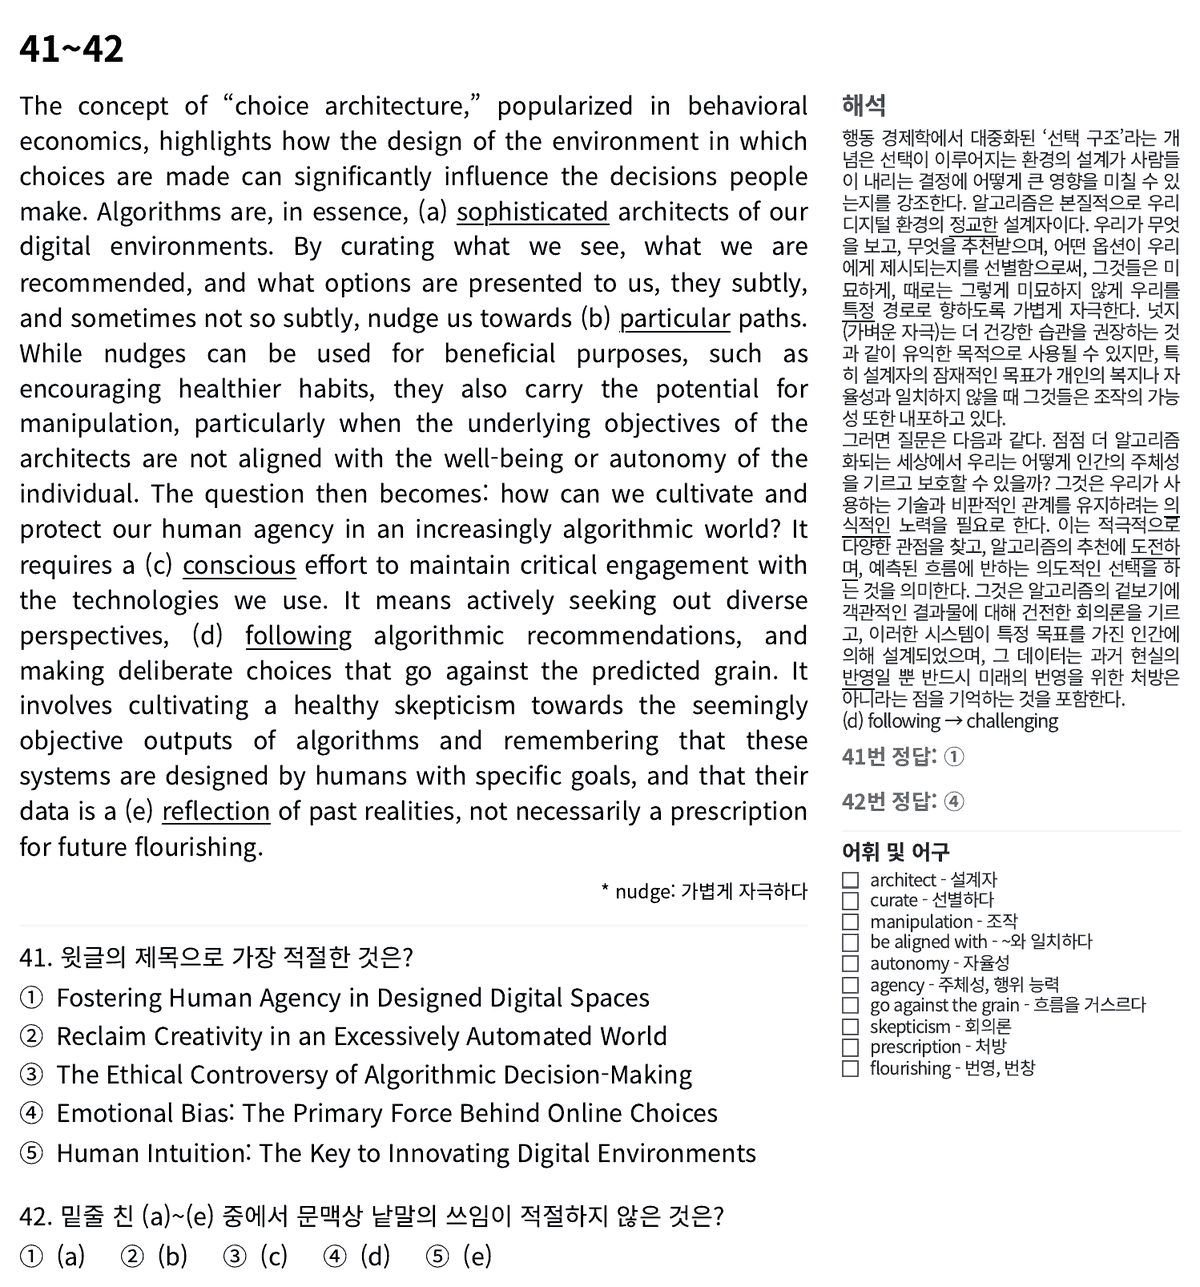 41~42
The concept of “choice architecture,” popularized in behavioral
economics, highlights how the design of the environment in which
choices are made can significantly influence the decisions people
make. Algorithms are, in essence, (a) sophisticated architects of our
digital environments. By curating what we see, what we are
recommended, and what options are presented to us, they subtly,
and sometimes not so subtly, nudge us towards (b) particular paths.
While nudges can be used for beneficial purposes, such as
encouraging healthier habits, they also carry the potential for
manipulation, particularly when the underlying objectives of the
architects are not aligned with the well-being or autonomy of the
individual. The question then becomes: how can we cultivate and
protect our human agency in an increasingly algorithmic world? It
requires a (c) conscious effort to maintain critical engagement with
the technologies we use. It means actively seeking out diverse
perspectives, (d) following algorithmic recommendations, and
making deliberate choices that go against the predicted grain. It
involves cultivating a healthy skepticism towards the seemingly
objective outputs of algorithms and remembering that these
systems are designed by humans with specific goals, and that their
data is a (e) reflection of past realities, not necessarily a prescription
for future flourishing.
* nudge: 가볍게 자극하다
41. 윗글의 제목으로 가장 적절한 것은?
① Fostering Human Agency in Designed Digital Spaces
② Reclaim Creativity in an Excessively Automated World
③ The Ethical Controversy of Algorithmic Decision-Making
④ Emotional Bias: The Primary Force Behind Online Choices
⑤ Human Intuition: The Key to Innovating Digital Environments
42. 밑줄 친 (a)~(e) 중에서 문맥상 낱말의 쓰임이 적절하지 않은 것은?
① (a) ② (b) ③ (c) ④ (d) ⑤ (e)
해석
행동 경제학에서 대중화된 ‘선택 구조’라는 개
념은 선택이 이루어지는 환경의 설계가 사람들
이 내리는 결정에 어떻게 큰 영향을 미칠 수 있
는지를 강조한다. 알고리즘은 본질적으로 우리
디지털 환경의 정교한 설계자이다. 우리가 무엇
을 보고, 무엇을 추천받으며, 어떤 옵션이 우리
에게 제시되는지를 선별함으로써, 그것들은 미
묘하게, 때로는 그렇게 미묘하지 않게 우리를
특정 경로로 향하도록 가볍게 자극한다. 넛지
(가벼운 자극)는 더 건강한 습관을 권장하는 것
과 같이 유익한 목적으로 사용될 수 있지만, 특
히 설계자의 잠재적인 목표가 개인의 복지나 자
율성과 일치하지 않을 때 그것들은 조작의 가능
성 또한 내포하고 있다.
그러면 질문은 다음과 같다. 점점 더 알고리즘
화되는 세상에서 우리는 어떻게 인간의 주체성
을 기르고 보호할 수 있을까? 그것은 우리가 사
용하는 기술과 비판적인 관계를 유지하려는 의
식적인 노력을 필요로 한다. 이는 적극적으로
다양한 관점을 찾고, 알고리즘의 추천에 도전하
며, 예측된 흐름에 반하는 의도적인 선택을 하
는 것을 의미한다. 그것은 알고리즘의 겉보기에
객관적인 결과물에 대해 건전한 회의론을 기르
고, 이러한 시스템이 특정 목표를 가진 인간에
의해 설계되었으며, 그 데이터는 과거 현실의
반영일 뿐 반드시 미래의 번영을 위한 처방은
아니라는 점을 기억하는 것을 포함한다.
(d) following → challenging
41번 정답: ①
42번 정답: ④
어휘 및 어구
□ architect - 설계자
□ curate - 선별하다
□ manipulation - 조작
□ be aligned with - ~와 일치하다
□ autonomy - 자율성
□ agency - 주체성, 행위 능력
□ go against the grain - 흐름을 거스르다
□ skepticism - 회의론
□ prescription - 처방
□ flourishing - 번영, 번창